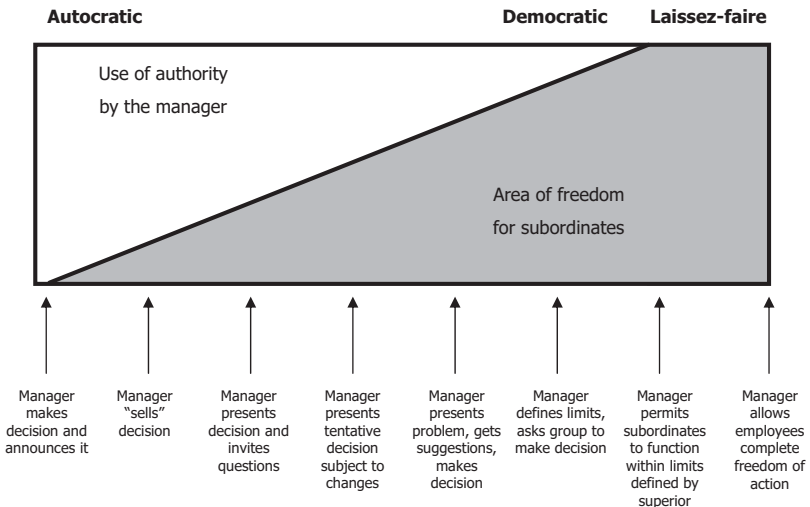 Autocratic
Democratic
Laissez-faire
Use of authority
by the manager
Area of freedom
for subordinates
Manager
makes
decision and
announces it
Manager
“sells”
decision
Manager
presents
decision and
invites
questions
Manager
presents
tentative
decision
subject to
changes
Manager
presents
problem, gets
suggestions,
makes
decision
Manager
defines limits,
asks group to
make decision
Manager
permits
subordinates
to function
within limits
defined by
superior
Manager
allows
employees
complete
freedom of
action